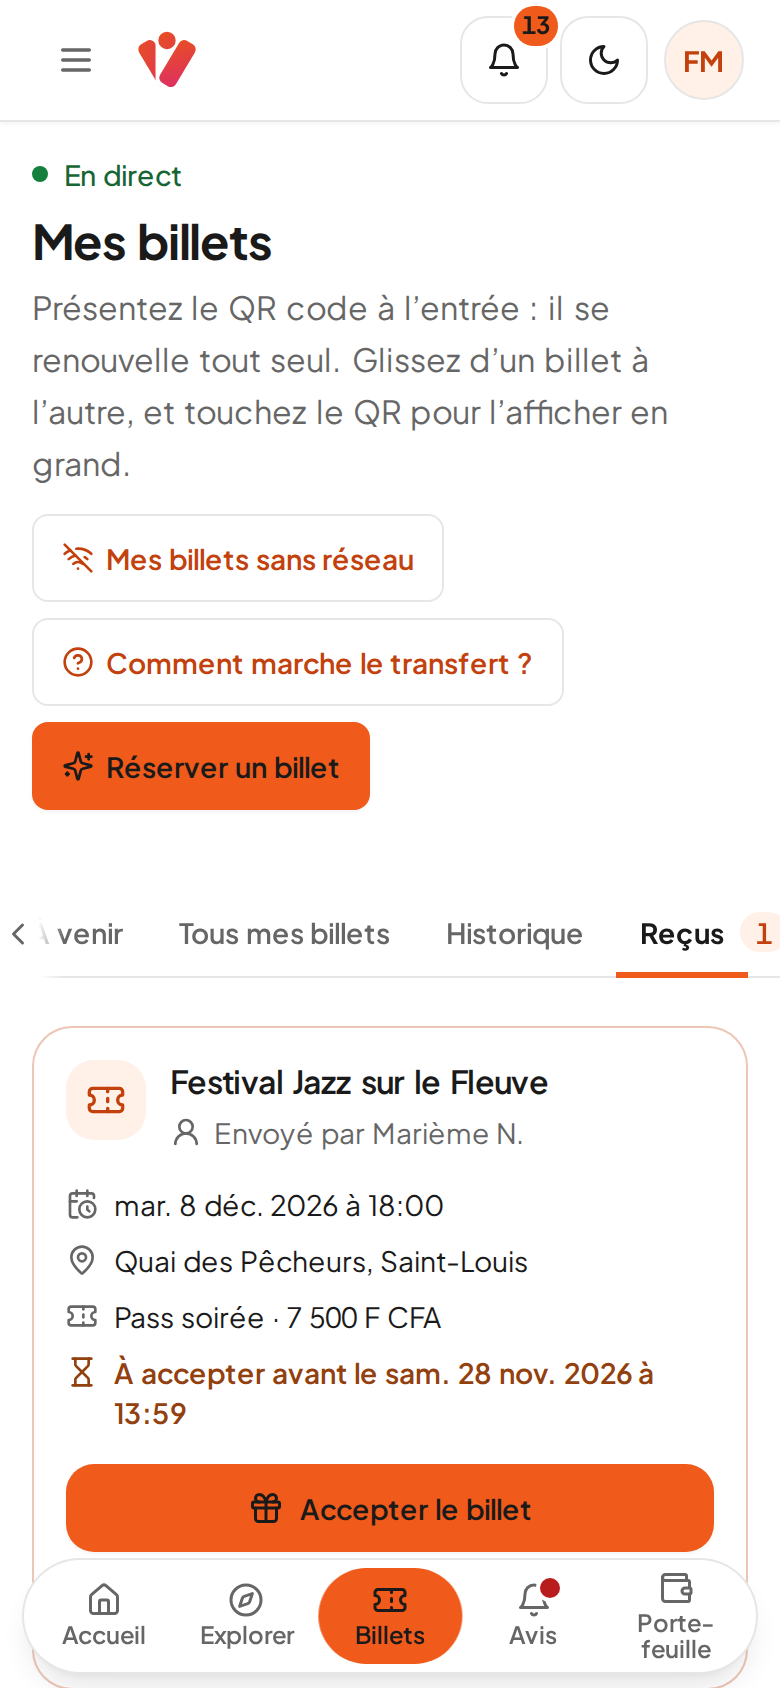 13
FM
En direct
Mes billets
Présentez le QR code à l’entrée : il se
renouvelle tout seul. Glissez d’un billet à
l’autre, et touchez le QR pour l’afficher en
grand.
Mes billets sans réseau
Comment marche le transfert ?
Réserver un billet
À venir
Tous mes billets
Historique
Reçus 1
Festival Jazz sur le Fleuve
Envoyé par Marième N.
mar. 8 déc. 2026 à 18:00
Quai des Pêcheurs, Saint-Louis
Pass soirée · 7 500 F CFA
À accepter avant le sam. 28 nov. 2026 à
13:59
Accepter le billet
Accueil
Explorer
Billets
Avis
Porte-
feuille